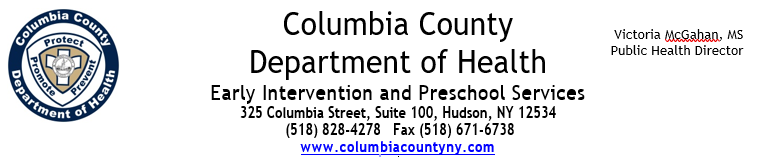 Columbia County
Department of Health
Protect
Promote
Prevent
Columbia County
Department of Health
Early Intervention and Preschool Services
325 Columbia Street, Suite 100, Hudson, NY 12534
(518) 828-4278 Fax (518) 671-6738
www.columbiacountyny.com
Victoria McGahan, MS
Public Health Director